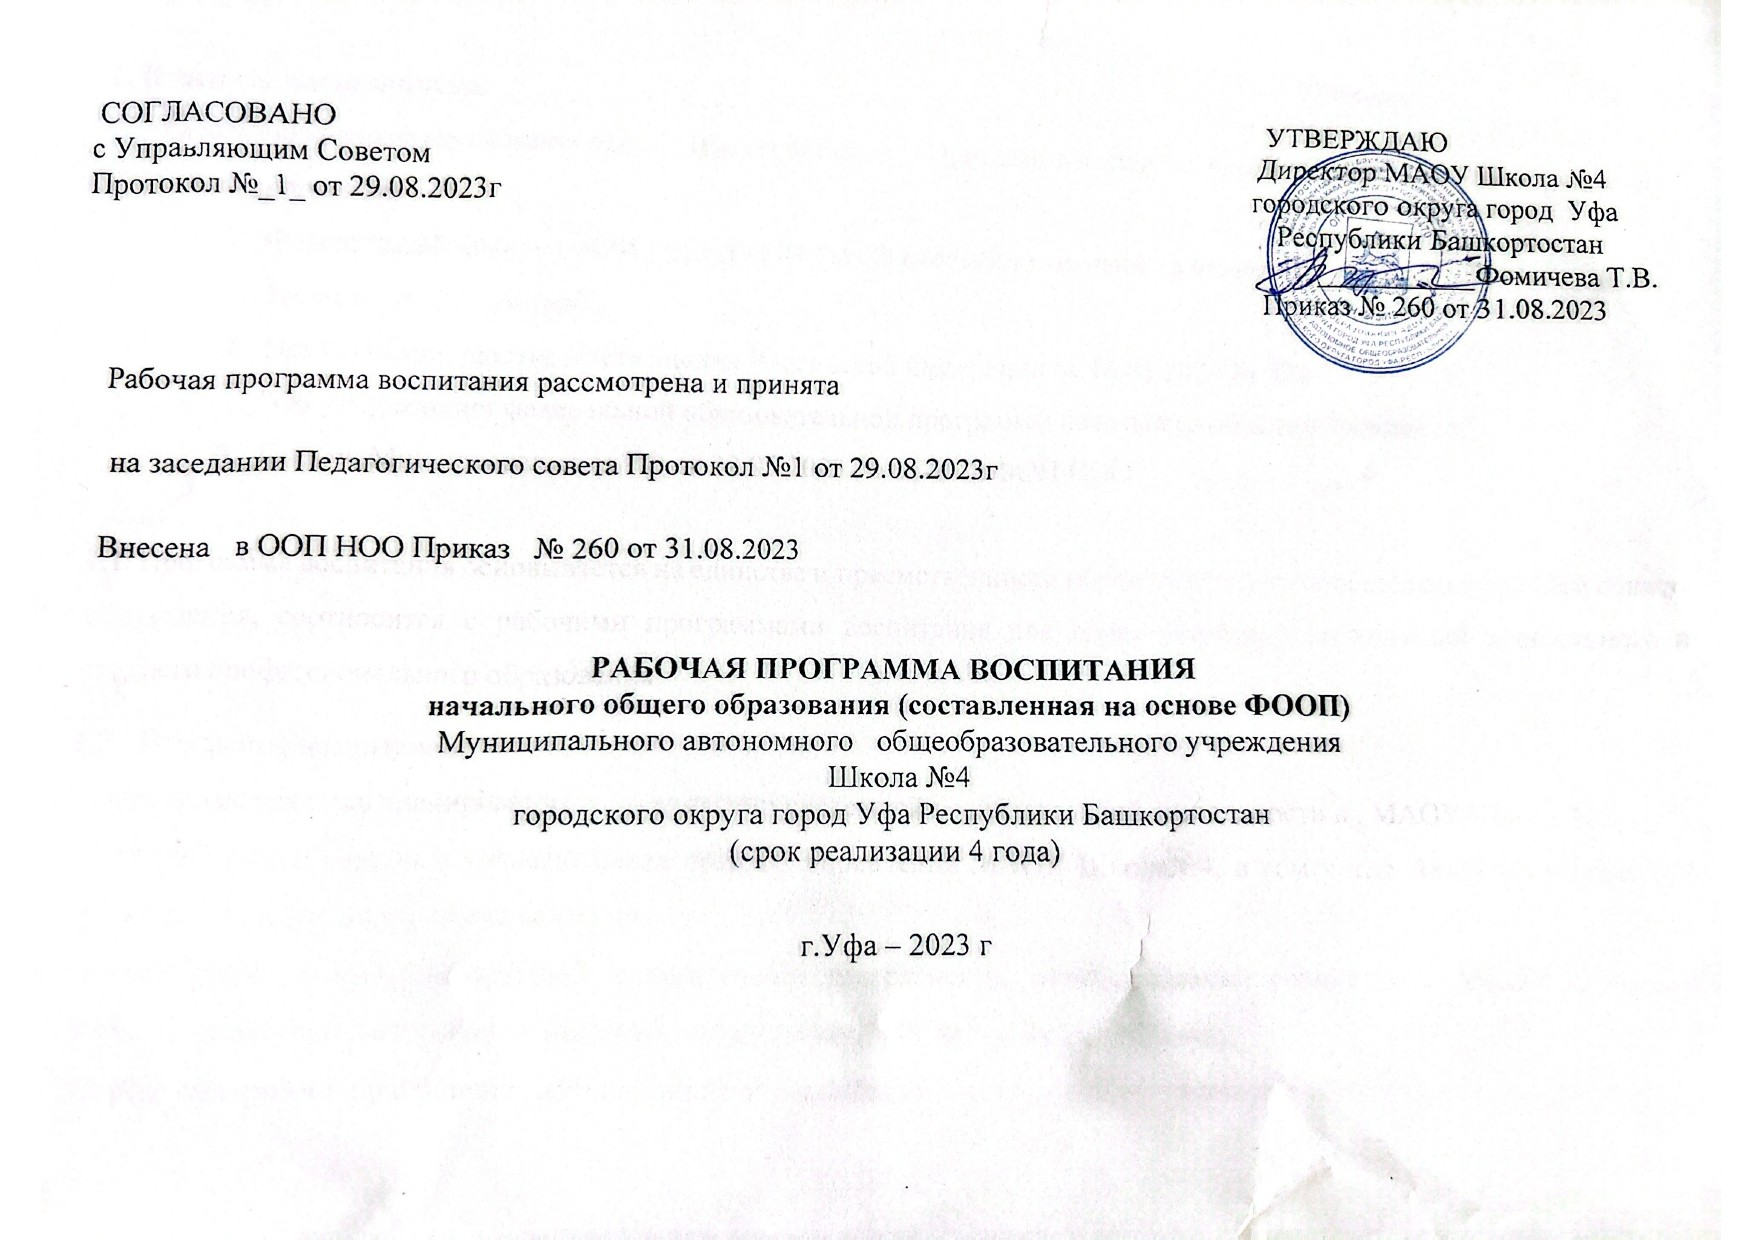 СОГЛАСОВАНО
с Управляющим Советом
Протокол №_1_ от 29.08.2023г
УТВЕРЖДАЮ
Директор МАОУ Школа №4
городского округа город Уфа
Республики Башкортостан
Фомичева Т.В.
Приказ № 260 от 31.08.2023
Рабочая программа воспитания рассмотрена и принята
на заседании Педагогического совета Протокол №1 от 29.08.2023г
Внесена в ООП НОО Приказ № 260 от 31.08.2023
РАБОЧАЯ ПРОГРАММА ВОСПИТАНИЯ
начального общего образования (составленная на основе ФООП)
Муниципального автономного общеобразовательного учреждения
Школа №4
городского округа город Уфа Республики Башкортостан
(срок реализации 4 года)
г.Уфа – 2023 г